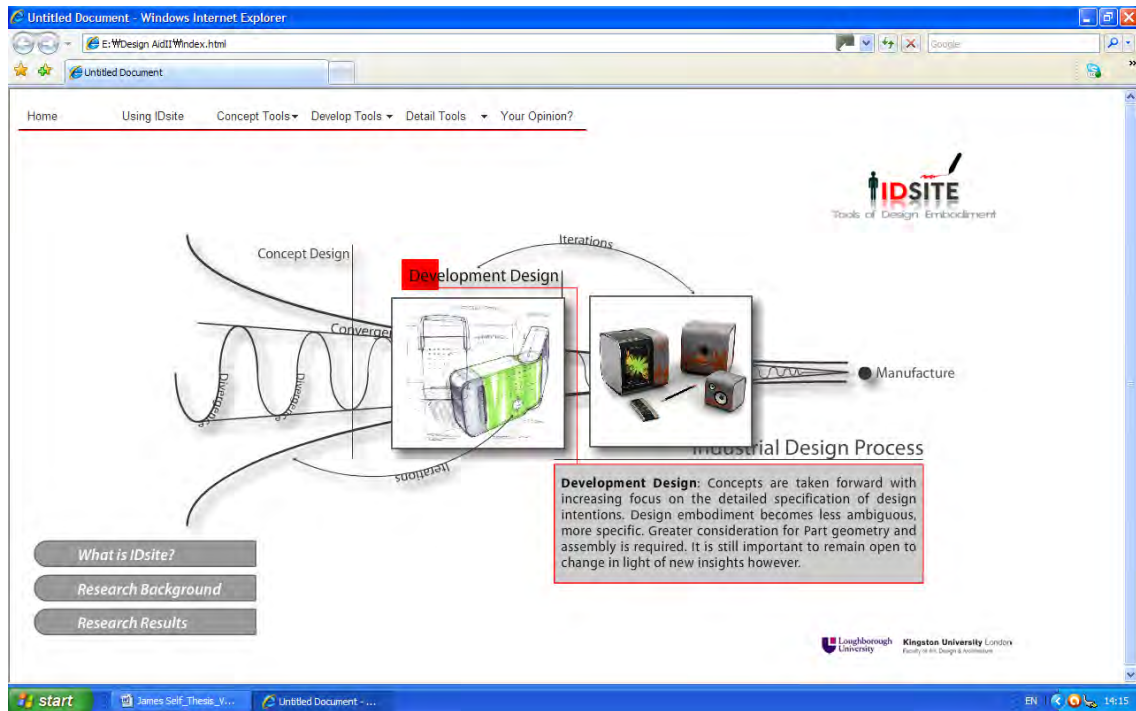 Untitled Document - Windows Internet Explorer
E:₩Design AidII₩index.html
Google
Untitled Document
»
Home Using IDsite Concept Tools Develop Tools Detail Tools Your Opinion?
IDSITE
Tools of Design Embodiment
Iterations
Concept Design
Development Design
Converge
Divergence
Divergence
Manufacture
Iterations
Industrial Design Process
Development Design: Concepts are taken forward with
increasing focus on the detailed specification of design
intentions. Design embodiment becomes less ambiguous,
more specific. Greater consideration for Part geometry and
assembly is required. It is still important to remain open to
change in light of new insights however.
What is IDsite?
Research Background
Research Results
Loughborough
University
Kingston University London
Faculty of Art, Design & Architecture
start
James Self_Thesis_V...
Untitled Document - ...
EN
14:15